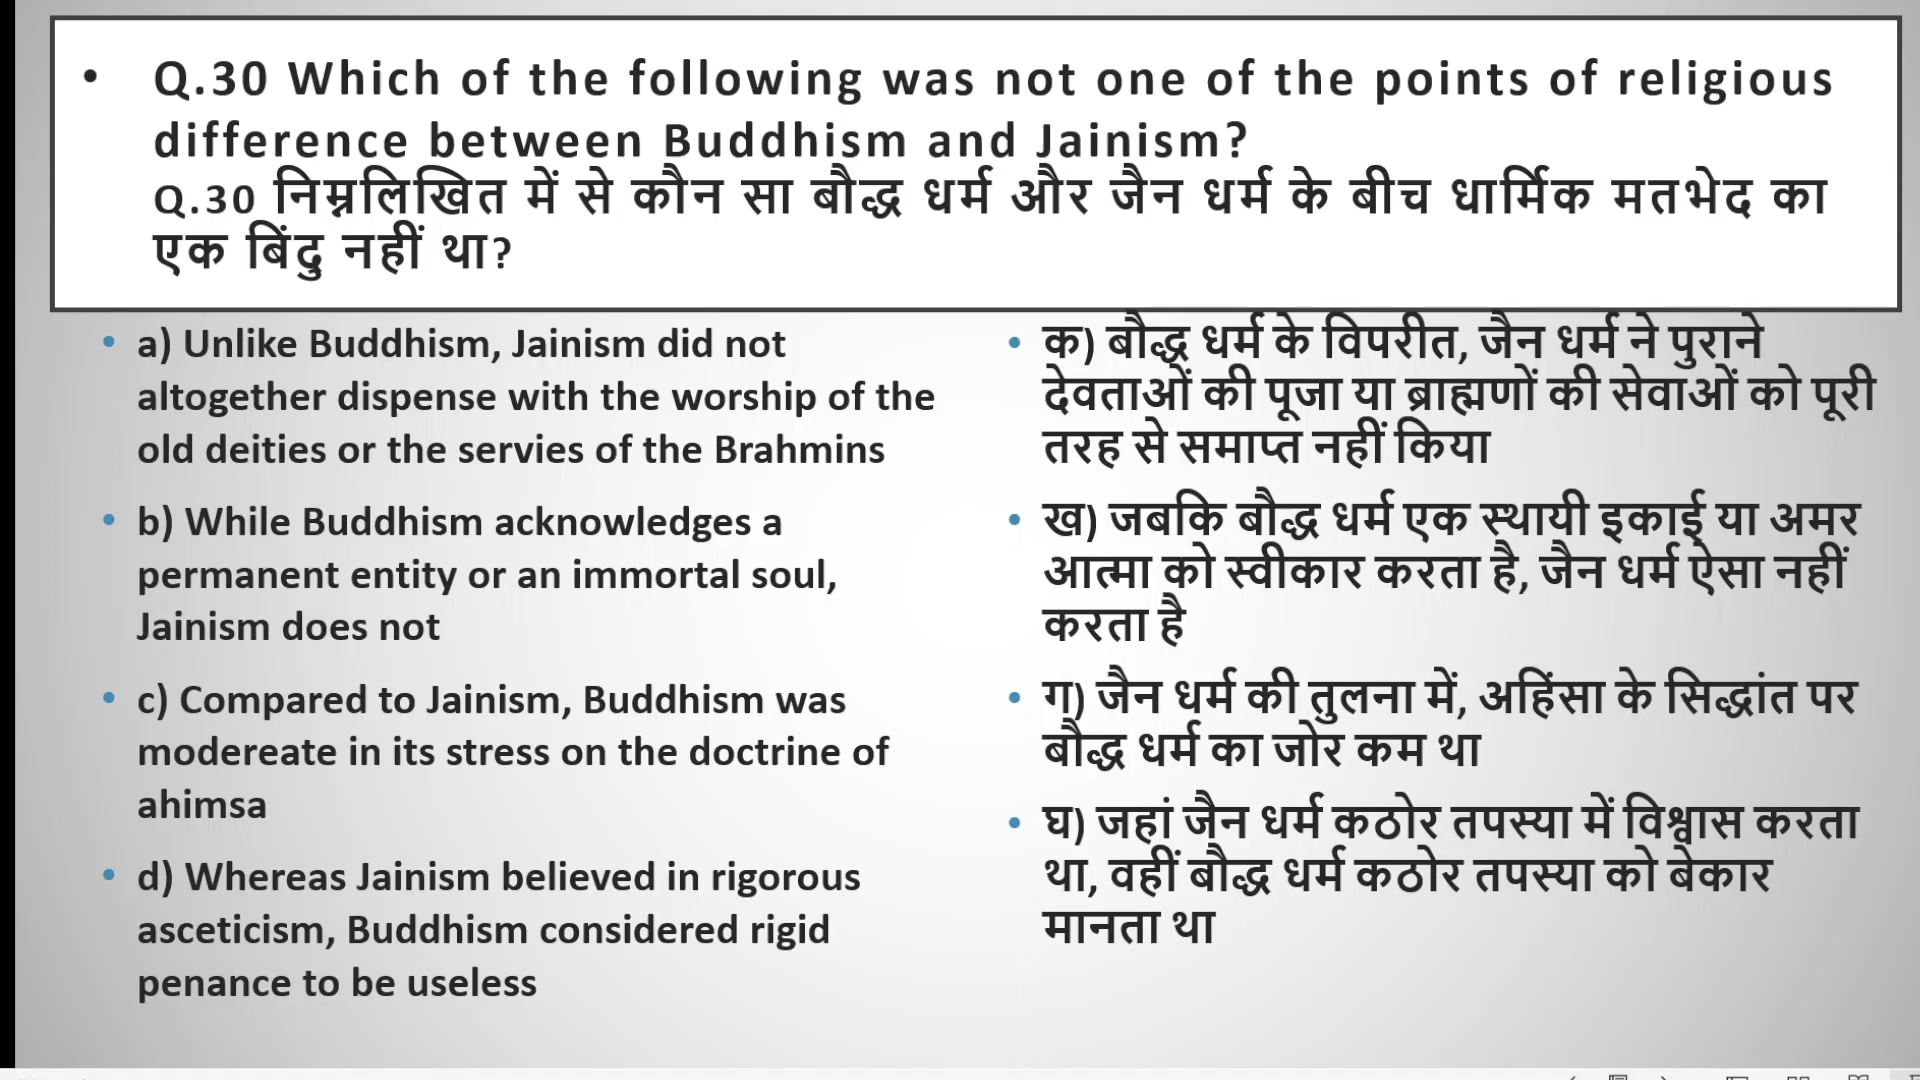 • Q.30 Which of the following was not one of the points of religious
difference between Buddhism and Jainism?
Q.30 निम्नलिखित में से कौन सा बौद्ध धर्म और जैन धर्म के बीच धार्मिक मतभेद का
एक बिंदु नहीं था?
• a) Unlike Buddhism, Jainism did not
altogether dispense with the worship of the
old deities or the servies of the Brahmins
• b) While Buddhism acknowledges a
permanent entity or an immortal soul,
Jainism does not
• c) Compared to Jainism, Buddhism was
modereate in its stress on the doctrine of
ahimsa
• d) Whereas Jainism believed in rigorous
asceticism, Buddhism considered rigid
penance to be useless
• क) बौद्ध धर्म के विपरीत, जैन धर्म ने पुराने
देवताओं की पूजा या ब्राह्मणों की सेवाओं को पूरी
तरह से समाप्त नहीं किया
• ख) जबकि बौद्ध धर्म एक स्थायी इकाई या अमर
आत्मा को स्वीकार करता है, जैन धर्म ऐसा नहीं
करता है
• ग) जैन धर्म की तुलना में, अहिंसा के सिद्धांत पर
बौद्ध धर्म का जोर कम था
• घ) जहां जैन धर्म कठोर तपस्या में विश्वास करता
था, वहीं बौद्ध धर्म कठोर तपस्या को बेकार
मानता था